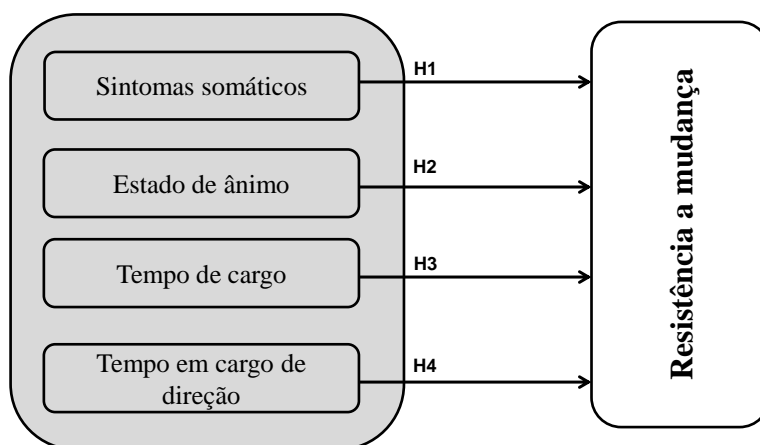 Sintomas somáticos
H1
Estado de ânimo
H2
Tempo de cargo
H3
Tempo em cargo de
direção
H4
Resistência a mudança